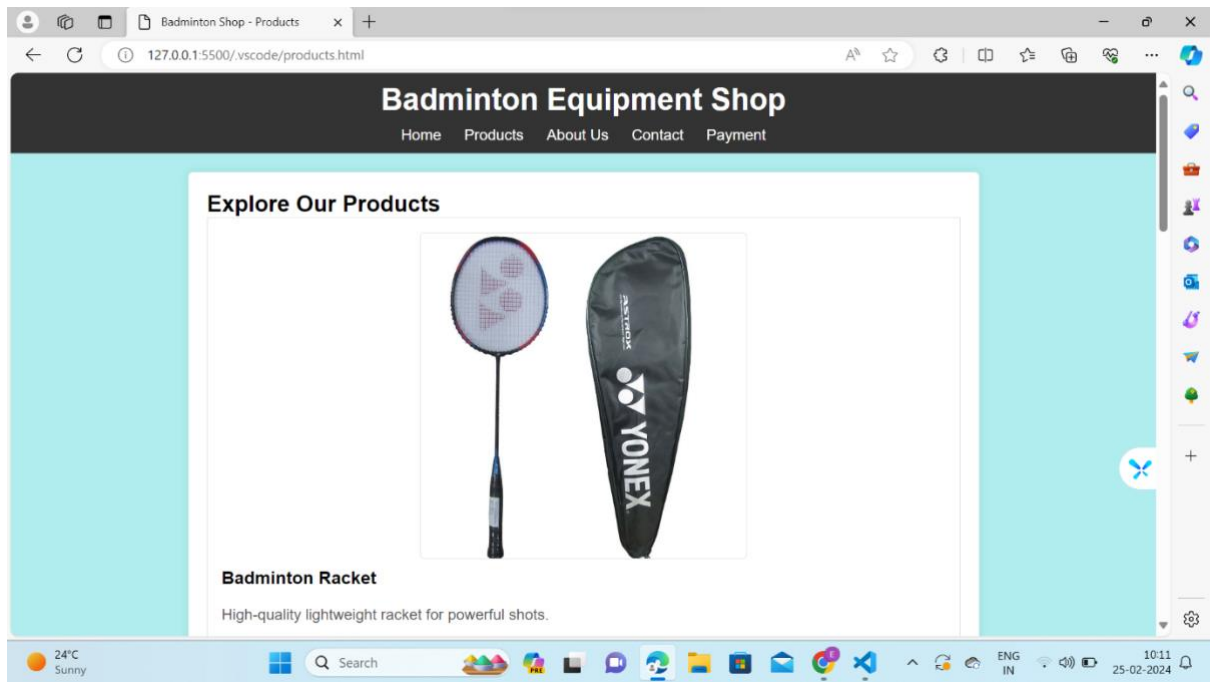 Badminton Shop - Products
127.0.0.1:5500/.vscode/products.html
Badminton Equipment Shop
Home Products About Us Contact Payment
Explore Our Products
ASTROX
YONEX
Badminton Racket
High-quality lightweight racket for powerful shots.
24°C
Sunny
Search
PRE
ENG
IN
10:11
25-02-2024